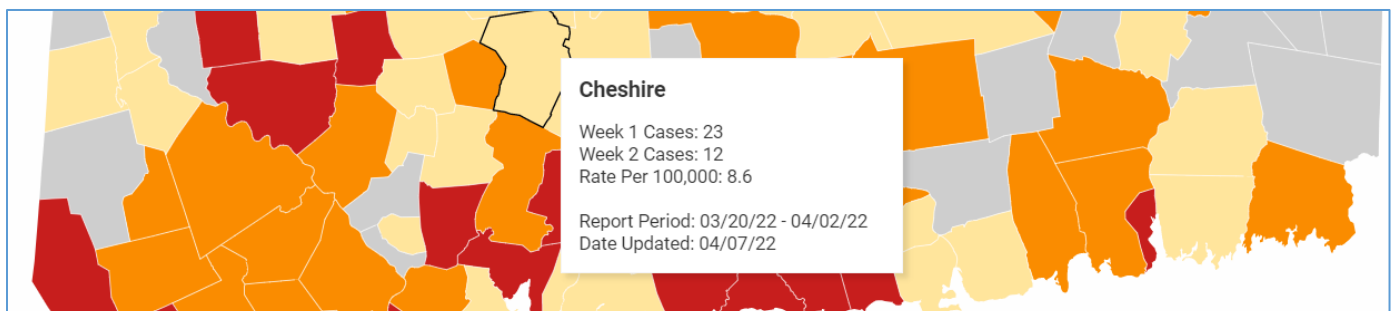 Cheshire
Week 1 Cases: 23
Week 2 Cases: 12
Rate Per 100,000: 8.6
Report Period: 03/20/22 - 04/02/22
Date Updated: 04/07/22